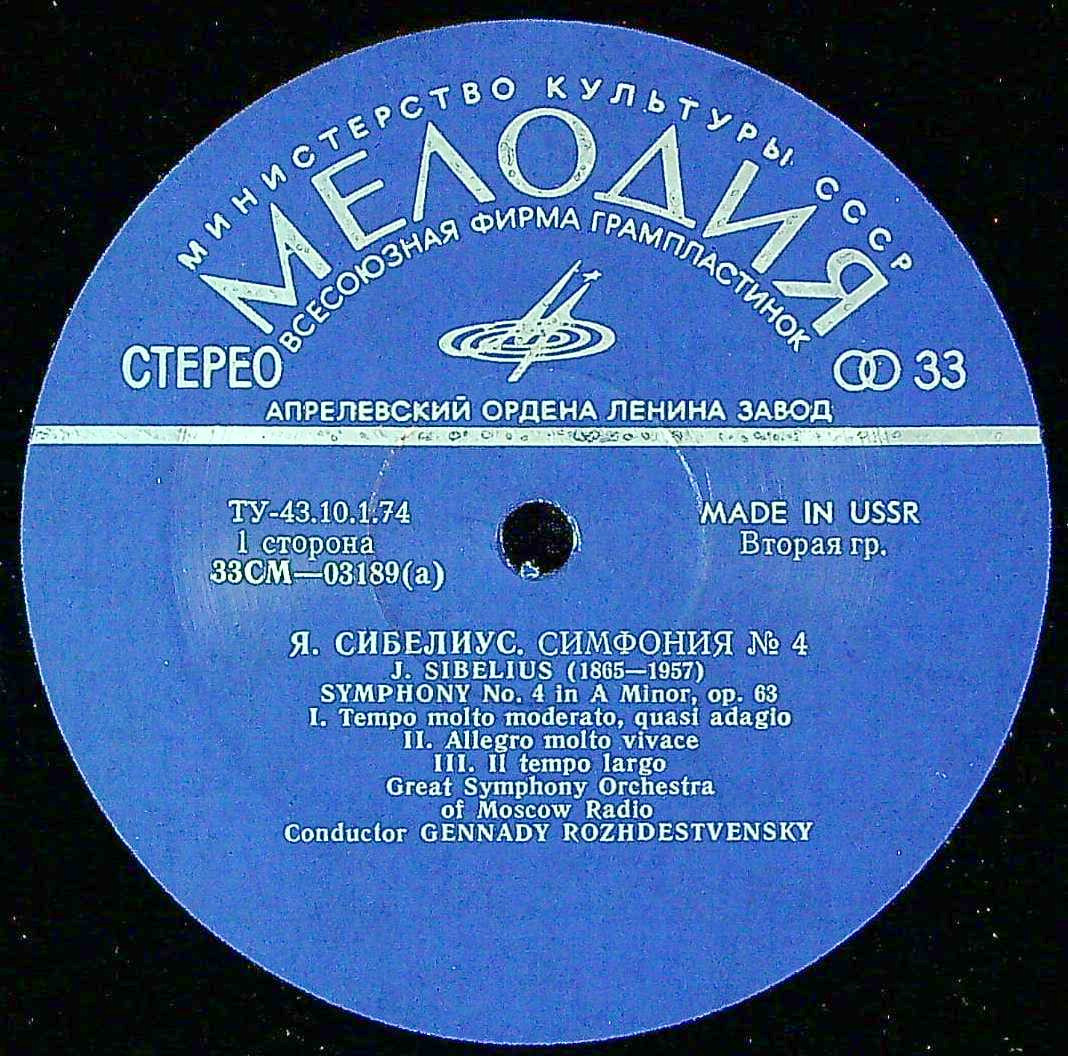 МИНИСТЕРСТВО КУЛЬТУРЫ СССР
МЕЛОДИЯ
ВСЕСОЮЗНАЯ ФИРМА ГРАМПЛАСТИНОК
СТЕРЕО
33
АПРЕЛЕВСКИЙ ОРДЕНА ЛЕНИНА ЗАВОД
ТУ-43.10.1.74
1 сторона
33СМ—03189(а)
MADE IN USSR
Вторая гр.
Я. СИБЕЛИУС. СИМФОНИЯ № 4
J. SIBELIUS (1865—1957)
SYMPHONY No. 4 in A Minor, op. 63
I. Tempo molto moderato, quasi adagio
II. Allegro molto vivace
III. Il tempo largo
Great Symphony Orchestra
of Moscow Radio
Conductor GENNADY ROZHDESTVENSKY